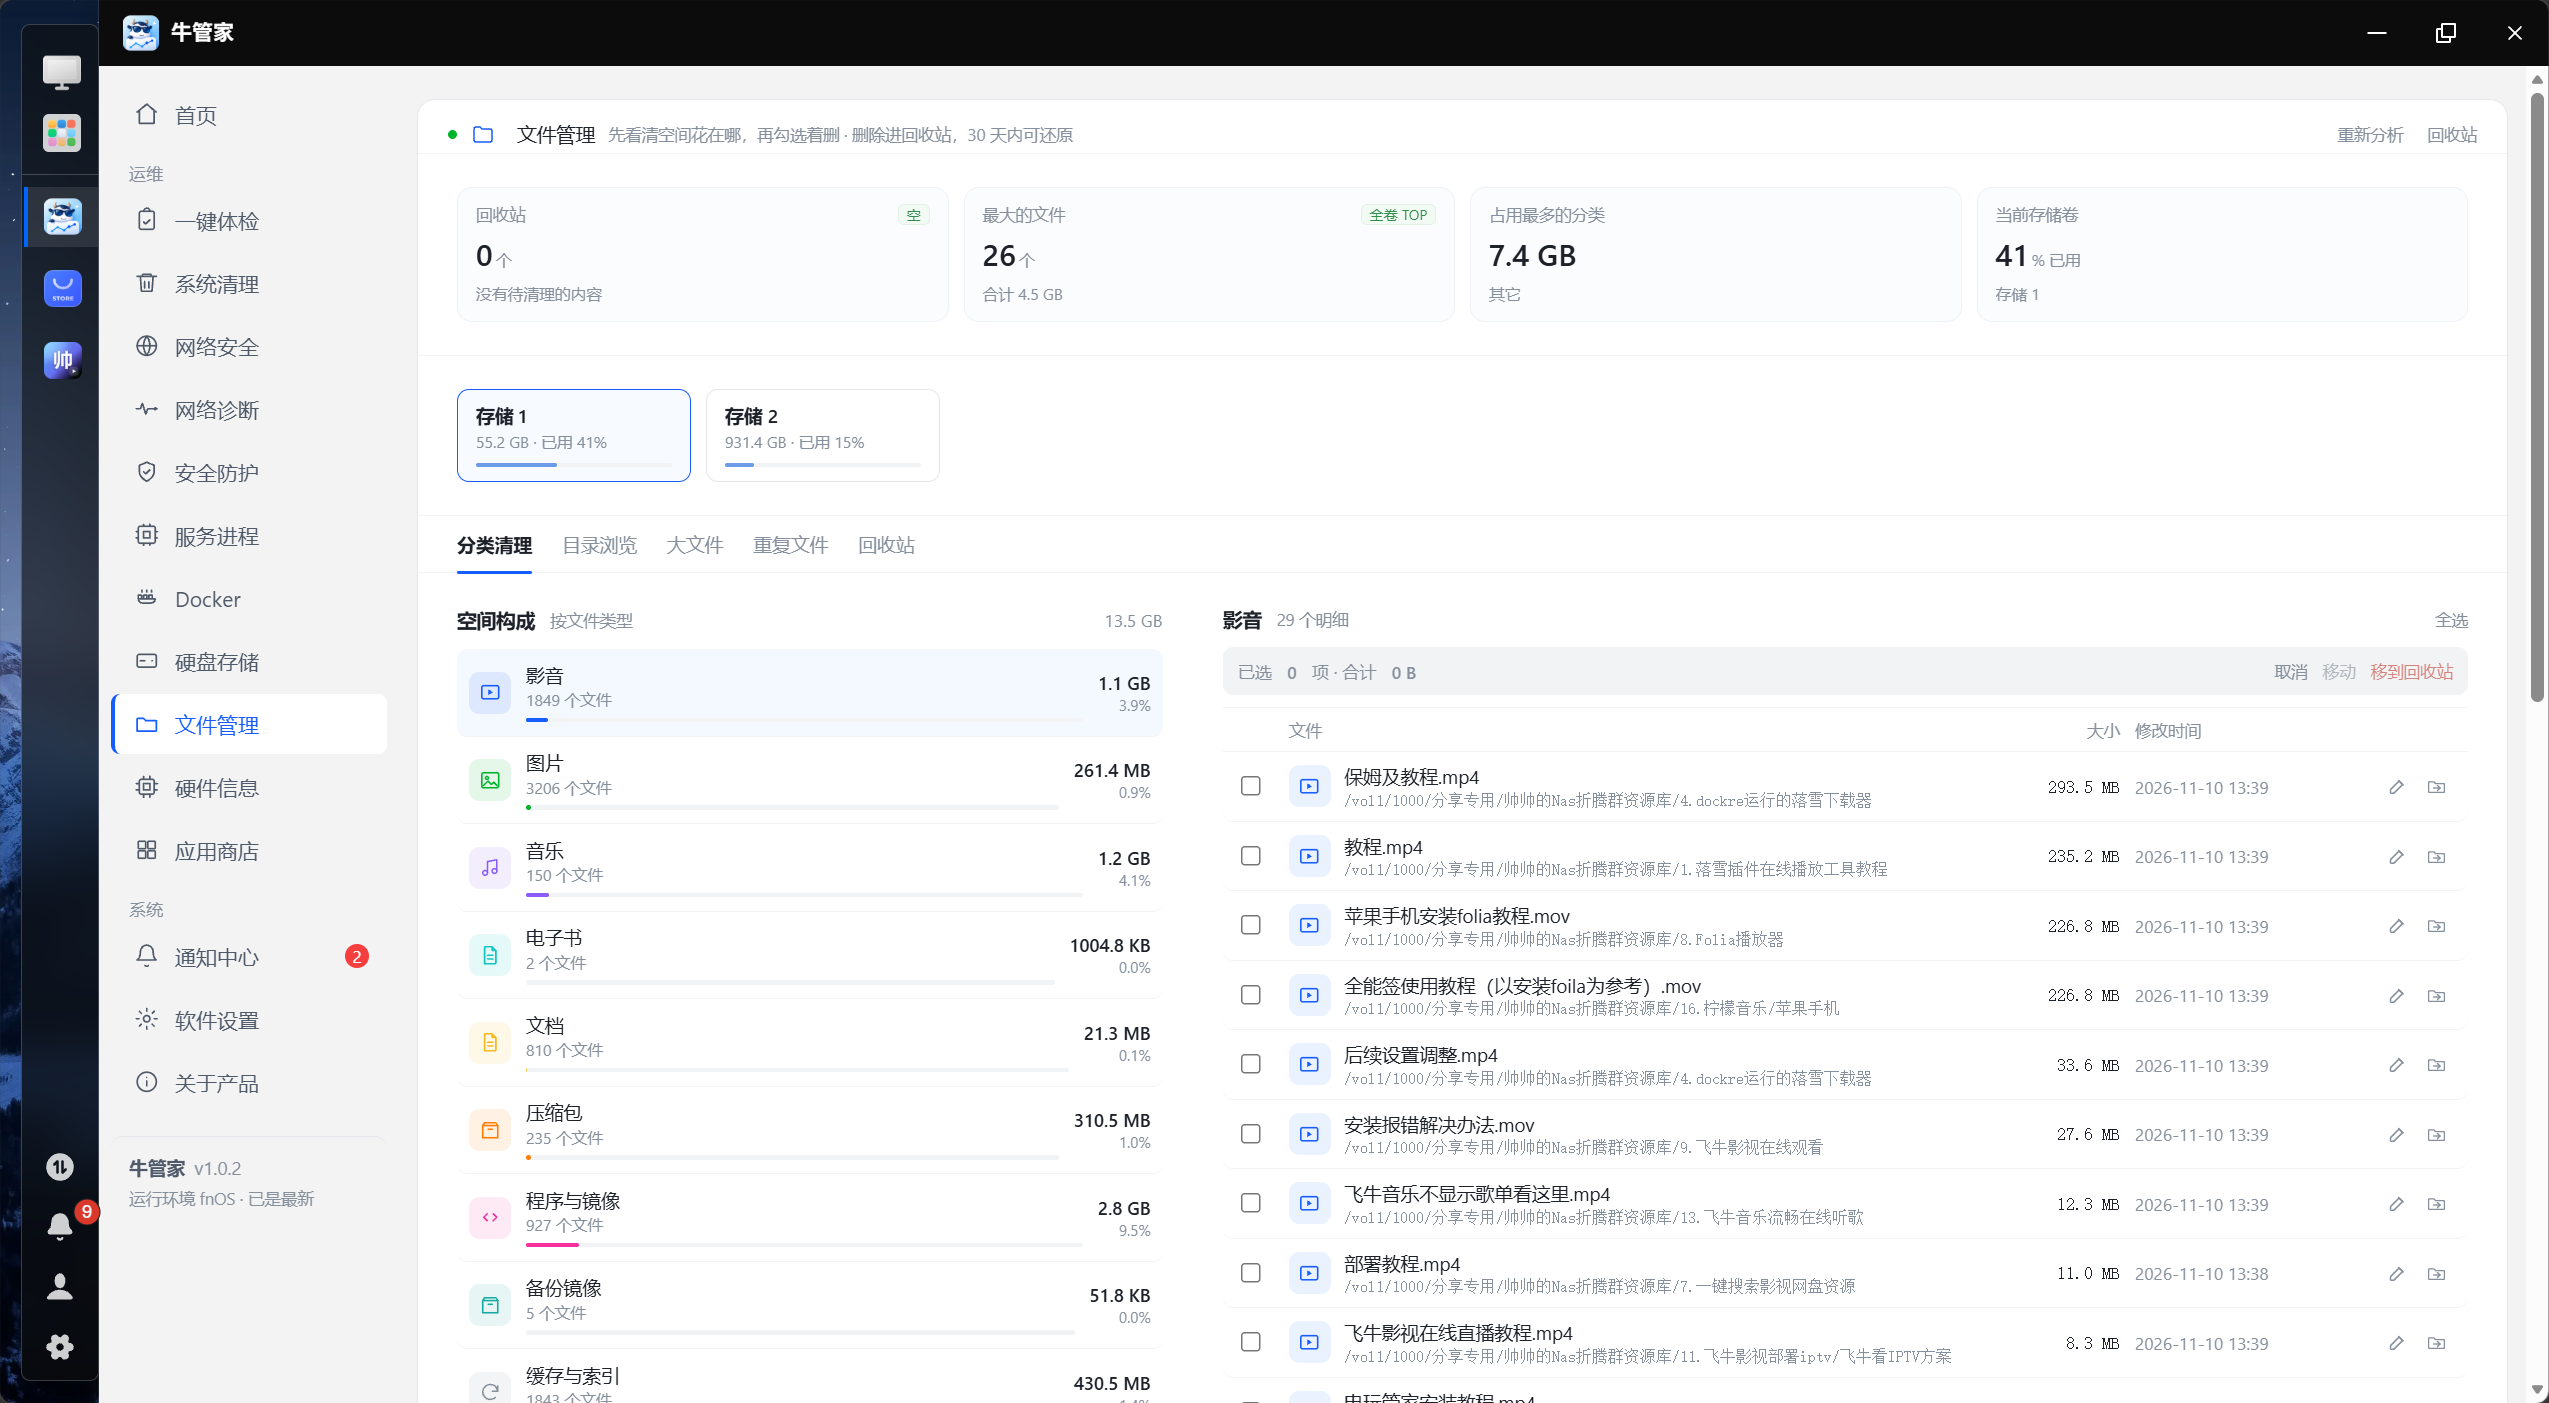 牛管家
STORE
帅
9
首页
运维
一键体检
系统清理
网络安全
网络诊断
安全防护
服务进程
Docker
硬盘存储
文件管理
硬件信息
应用商店
系统
通知中心 2
软件设置
关于产品
牛管家 v1.0.2
运行环境 fnOS · 已是最新
文件管理 先看清空间花在哪，再勾选着删 · 删除进回收站，30 天内可还原 重新分析 回收站
回收站 空
0 个
没有待清理的内容
最大的文件 全卷 TOP
26 个
合计 4.5 GB
占用最多的分类
7.4 GB
其它
当前存储卷
41 % 已用
存储 1
存储 1
55.2 GB · 已用 41%
存储 2
931.4 GB · 已用 15%
分类清理 目录浏览 大文件 重复文件 回收站
空间构成 按文件类型 13.5 GB
影音 1.1 GB
1849 个文件 3.9%
图片 261.4 MB
3206 个文件 0.9%
音乐 1.2 GB
150 个文件 4.1%
电子书 1004.8 KB
2 个文件 0.0%
文档 21.3 MB
810 个文件 0.1%
压缩包 310.5 MB
235 个文件 1.0%
程序与镜像 2.8 GB
927 个文件 9.5%
备份镜像 51.8 KB
5 个文件 0.0%
缓存与索引 430.5 MB
1843 个文件 1.4%
影音 29 个明细 全选
已选 0 项 · 合计 0 B 取消 移动 移到回收站
文件 大小 修改时间
保姆及教程.mp4 293.5 MB 2026-11-10 13:39
/vol1/1000/分享专用/帅帅的Nas折腾群资源库/4.dockre运行的落雪下载器
教程.mp4 235.2 MB 2026-11-10 13:39
/vol1/1000/分享专用/帅帅的Nas折腾群资源库/1.落雪插件在线播放工具教程
苹果手机安装folia教程.mov 226.8 MB 2026-11-10 13:39
/vol1/1000/分享专用/帅帅的Nas折腾群资源库/8.Folia播放器
全能签使用教程（以安装foila为参考）.mov 226.8 MB 2026-11-10 13:39
/vol1/1000/分享专用/帅帅的Nas折腾群资源库/16.柠檬音乐/苹果手机
后续设置调整.mp4 33.6 MB 2026-11-10 13:39
/vol1/1000/分享专用/帅帅的Nas折腾群资源库/4.dockre运行的落雪下载器
安装报错解决办法.mov 27.6 MB 2026-11-10 13:39
/vol1/1000/分享专用/帅帅的Nas折腾群资源库/9.飞牛影视在线观看
飞牛音乐不显示歌单看这里.mp4 12.3 MB 2026-11-10 13:39
/vol1/1000/分享专用/帅帅的Nas折腾群资源库/13.飞牛音乐流畅在线听歌
部署教程.mp4 11.0 MB 2026-11-10 13:38
/vol1/1000/分享专用/帅帅的Nas折腾群资源库/7.一键搜索影视网盘资源
飞牛影视在线直播教程.mp4 8.3 MB 2026-11-10 13:39
/vol1/1000/分享专用/帅帅的Nas折腾群资源库/11.飞牛影视部署iptv/飞牛看IPTV方案
电玩管家安装教程.mp4